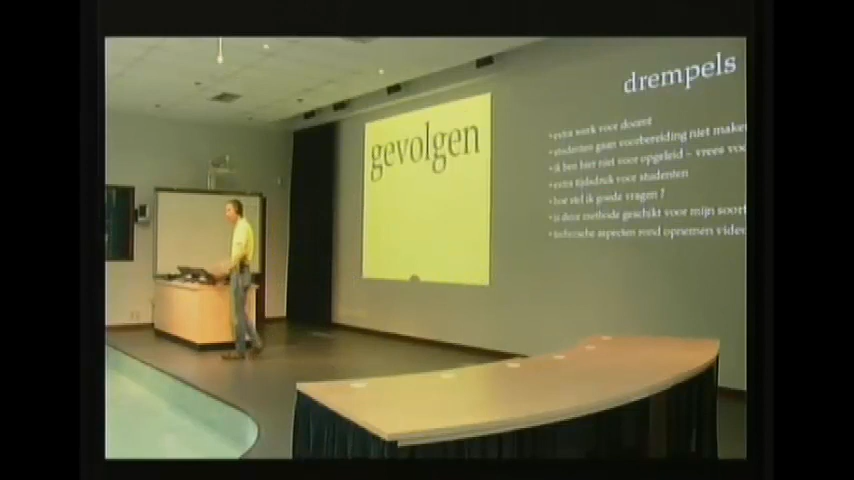 gevolgen
drempels
• extra werk voor docent
• studenten gaan voorbereiding niet make
• ik ben hier niet voor opgeleid – vrees voo
• extra tijdsdruk voor studenten
• hoe stel ik goede vragen ?
• is deze methode geschikt voor mijn soort
• technische aspecten rond opnemen video